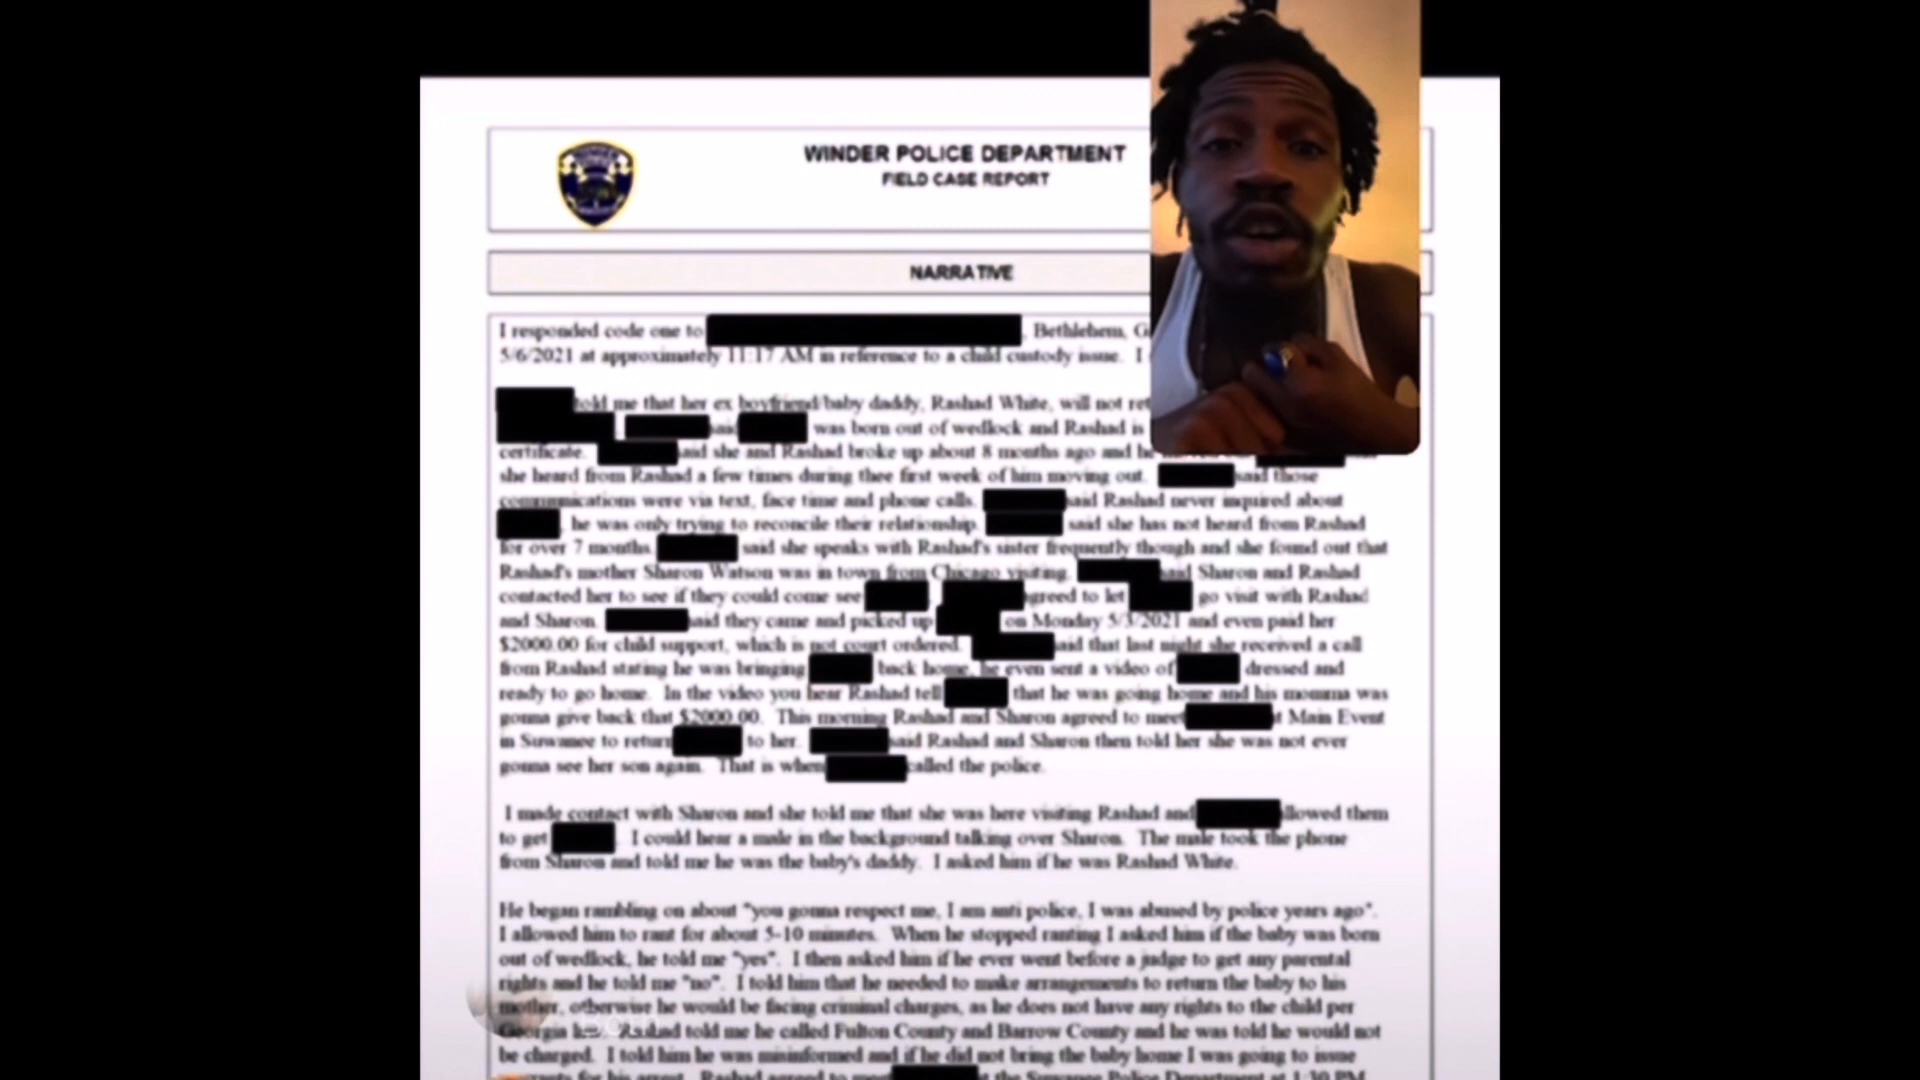 WINDER POLICE DEPARTMENT
FIELD CASE REPORT
NARRATIVE
I responded code one to , Bethlehem, G
5/6/2021 at approximately 11:17 AM in reference to a child custody issue. I
told me that her ex boyfriend/baby daddy, Rashad White, will not ret
said was born out of wedlock and Rashad is
certificate. said she and Rashad broke up about 8 months ago and he
she heard from Rashad a few times during thee first week of him moving out. said those
communications were via text, face time and phone calls. said Rashad never inquired about
, he was only trying to reconcile their relationship. said she has not heard from Rashad
for over 7 months. said she speaks with Rashad's sister frequently though and she found out that
Rashad's mother Sharon Watson was in town from Chicago visiting. said Sharon and Rashad
contacted her to see if they could come see . agreed to let go visit with Rashad
and Sharon. said they came and picked up on Monday 5/3/2021 and even paid her
$2000.00 for child support, which is not court ordered. said that last night she received a call
from Rashad stating he was bringing back home, he even sent a video of dressed and
ready to go home. In the video you hear Rashad tell that he was going home and his momma was
gonna give back that $2000.00. This morning Rashad and Sharon agreed to meet at Main Event
in Suwanee to return to her. said Rashad and Sharon then told her she was not ever
gonna see her son again. That is when called the police.
I made contact with Sharon and she told me that she was here visiting Rashad and allowed them
to get . I could hear a male in the background talking over Sharon. The male took the phone
from Sharon and told me he was the baby's daddy. I asked him if he was Rashad White.
He began rambling on about "you gonna respect me, I am anti police, I was abused by police years ago".
I allowed him to rant for about 5-10 minutes. When he stopped ranting I asked him if the baby was born
out of wedlock, he told me "yes". I then asked him if he ever went before a judge to get any parental
rights and he told me "no". I told him that he needed to make arrangements to return the baby to his
mother, otherwise he would be facing criminal charges, as he does not have any rights to the child per
Georgia Rashad told me he called Fulton County and Barrow County and he was told he would not
be charged. I told him he was misinformed and if he did not bring the baby home I was going to issue
warrants for his arrest. Rashad agreed to meet at the Suwanee Police Department at 1:30 PM